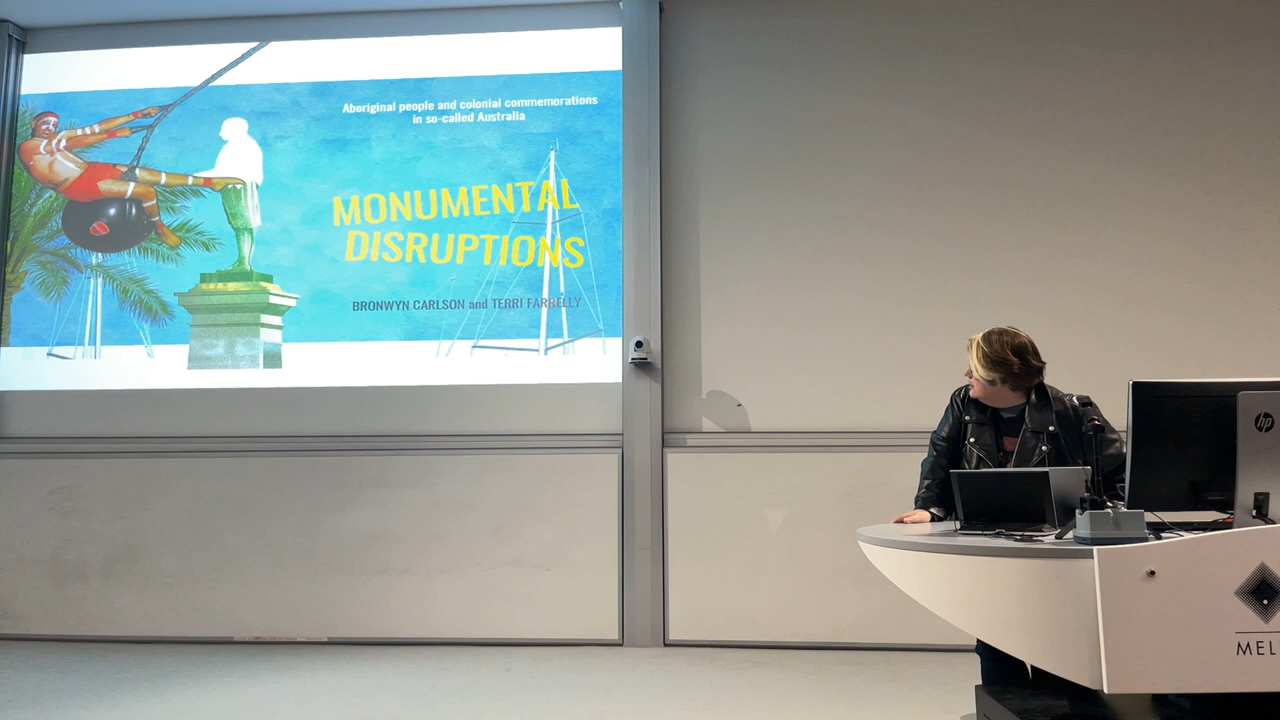 Aboriginal people and colonial commemorations
in so-called Australia
MONUMENTAL
DISRUPTIONS
BRONWYN CARLSON and TERRI FARRELLY
hp
MEL